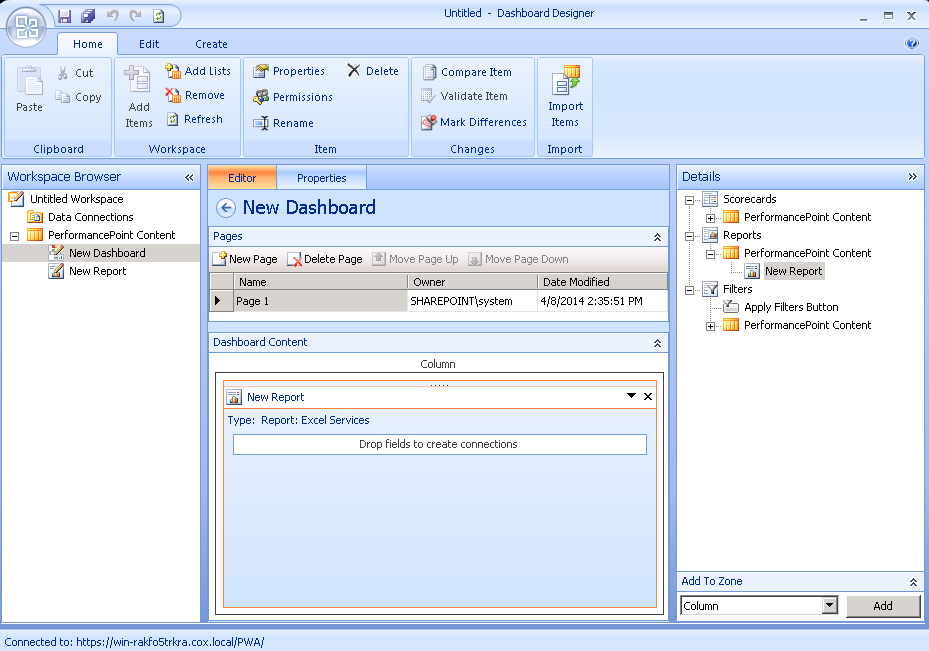 Untitled - Dashboard Designer
Home Edit Create
Paste Cut Copy
Clipboard
Add Items Add Lists Remove Refresh
Workspace
Properties Delete
Permissions
Rename
Item
Compare Item
Validate Item
Mark Differences
Changes
Import Items
Import
Workspace Browser «
Untitled Workspace
Data Connections
PerformancePoint Content
New Dashboard
New Report
Editor Properties
New Dashboard
Pages
New Page Delete Page Move Page Up Move Page Down
Name Owner Date Modified
Page 1 SHAREPOINT\system 4/8/2014 2:35:51 PM
Dashboard Content
Column
New Report
Type: Report: Excel Services
Drop fields to create connections
Details »
Scorecards
PerformancePoint Content
Reports
PerformancePoint Content
New Report
Filters
Apply Filters Button
PerformancePoint Content
Add To Zone
Column Add
Connected to: https://win-rakfo5trkra.cox.local/PWA/